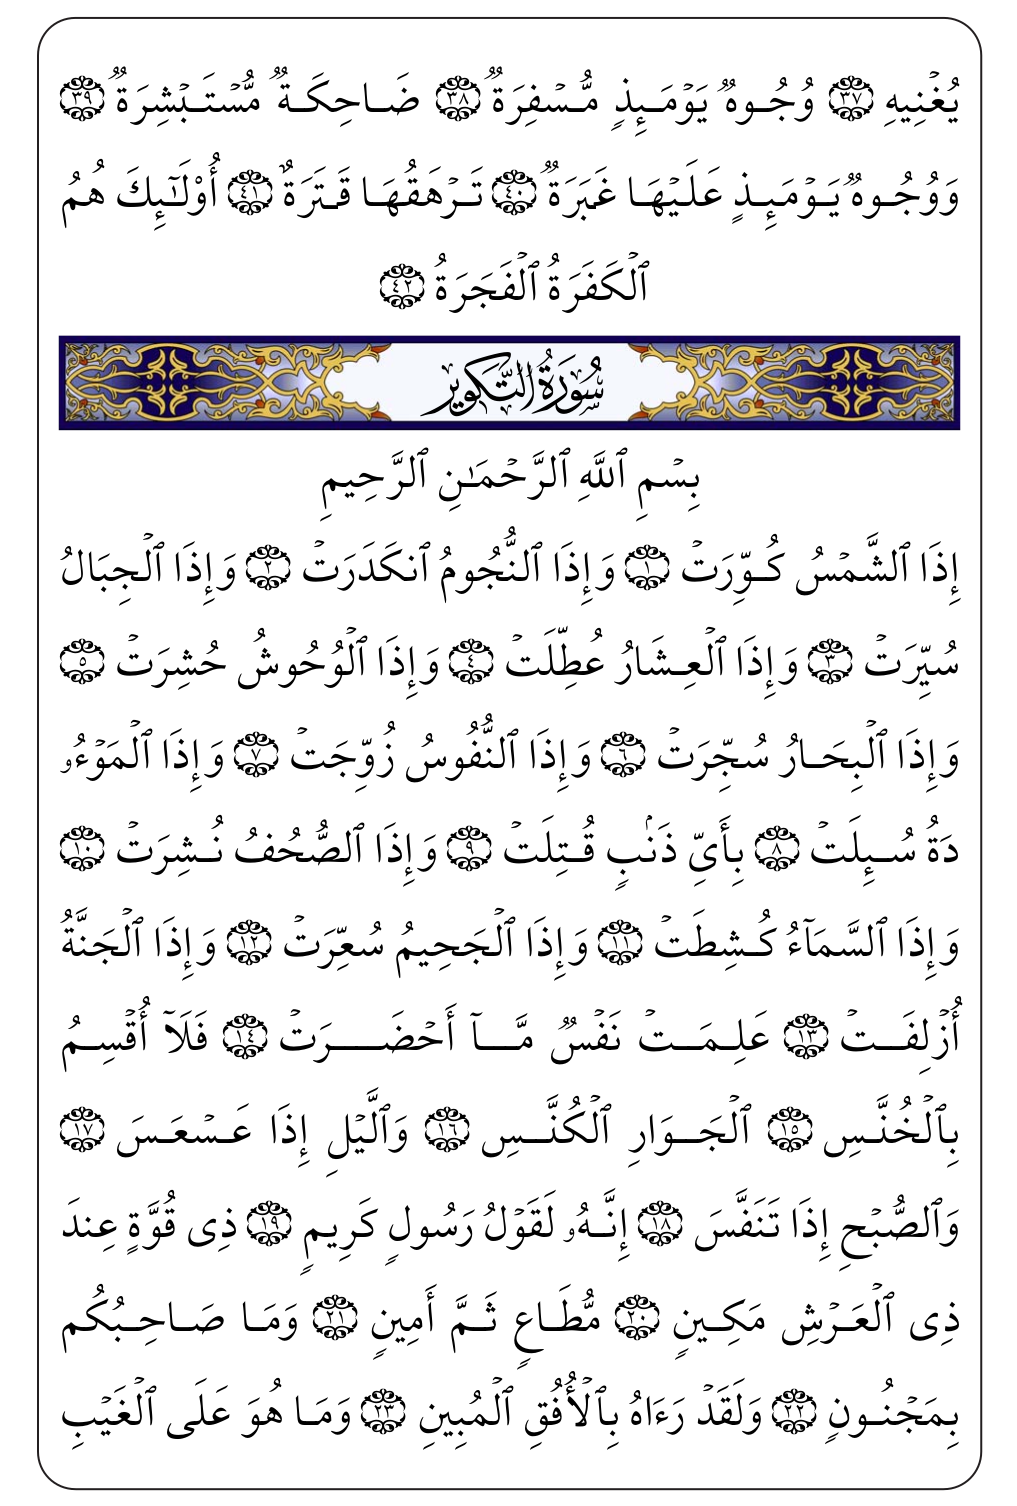 يُغْنِيهِ ٣٧ وُجُوهٌ يَوْمَئِذٍ مُّسْفِرَةٌ ٣٨ ضَاحِكَةٌ مُّسْتَبْشِرَةٌ ٣٩
وَوُجُوهٌ يَوْمَئِذٍ عَلَيْهَا غَبَرَةٌ ٤٠ تَرْهَقُهَا قَتَرَةٌ ٤١ أُوْلَٰٓئِكَ هُمُ
ٱلْكَفَرَةُ ٱلْفَجَرَةُ ٤٢
سُورَةُ التَّكْوِير
بِسْمِ ٱللَّهِ ٱلرَّحْمَٰنِ ٱلرَّحِيمِ
إِذَا ٱلشَّمْسُ كُوِّرَتْ ١ وَإِذَا ٱلنُّجُومُ ٱنكَدَرَتْ ٢ وَإِذَا ٱلْجِبَالُ
سُيِّرَتْ ٣ وَإِذَا ٱلْعِشَارُ عُطِّلَتْ ٤ وَإِذَا ٱلْوُحُوشُ حُشِرَتْ ٥
وَإِذَا ٱلْبِحَارُ سُجِّرَتْ ٦ وَإِذَا ٱلنُّفُوسُ زُوِّجَتْ ٧ وَإِذَا ٱلْمَوْءُۥ
دَةُ سُئِلَتْ ٨ بِأَىِّ ذَنۢبٍ قُتِلَتْ ٩ وَإِذَا ٱلصُّحُفُ نُشِرَتْ ١٠
وَإِذَا ٱلسَّمَآءُ كُشِطَتْ ١١ وَإِذَا ٱلْجَحِيمُ سُعِّرَتْ ١٢ وَإِذَا ٱلْجَنَّةُ
أُزْلِفَتْ ١٣ عَلِمَتْ نَفْسٌ مَّآ أَحْضَرَتْ ١٤ فَلَآ أُقْسِمُ
بِٱلْخُنَّسِ ١٥ ٱلْجَوَارِ ٱلْكُنَّسِ ١٦ وَٱلَّيْلِ إِذَا عَسْعَسَ ١٧
وَٱلصُّبْحِ إِذَا تَنَفَّسَ ١٨ إِنَّهُۥ لَقَوْلُ رَسُولٍ كَرِيمٍ ١٩ ذِى قُوَّةٍ عِندَ
ذِى ٱلْعَرْشِ مَكِينٍ ٢٠ مُّطَاعٍ ثَمَّ أَمِينٍ ٢١ وَمَا صَاحِبُكُم
بِمَجْنُونٍ ٢٢ وَلَقَدْ رَءَاهُ بِٱلْأُفُقِ ٱلْمُبِينِ ٢٣ وَمَا هُوَ عَلَى ٱلْغَيْبِ